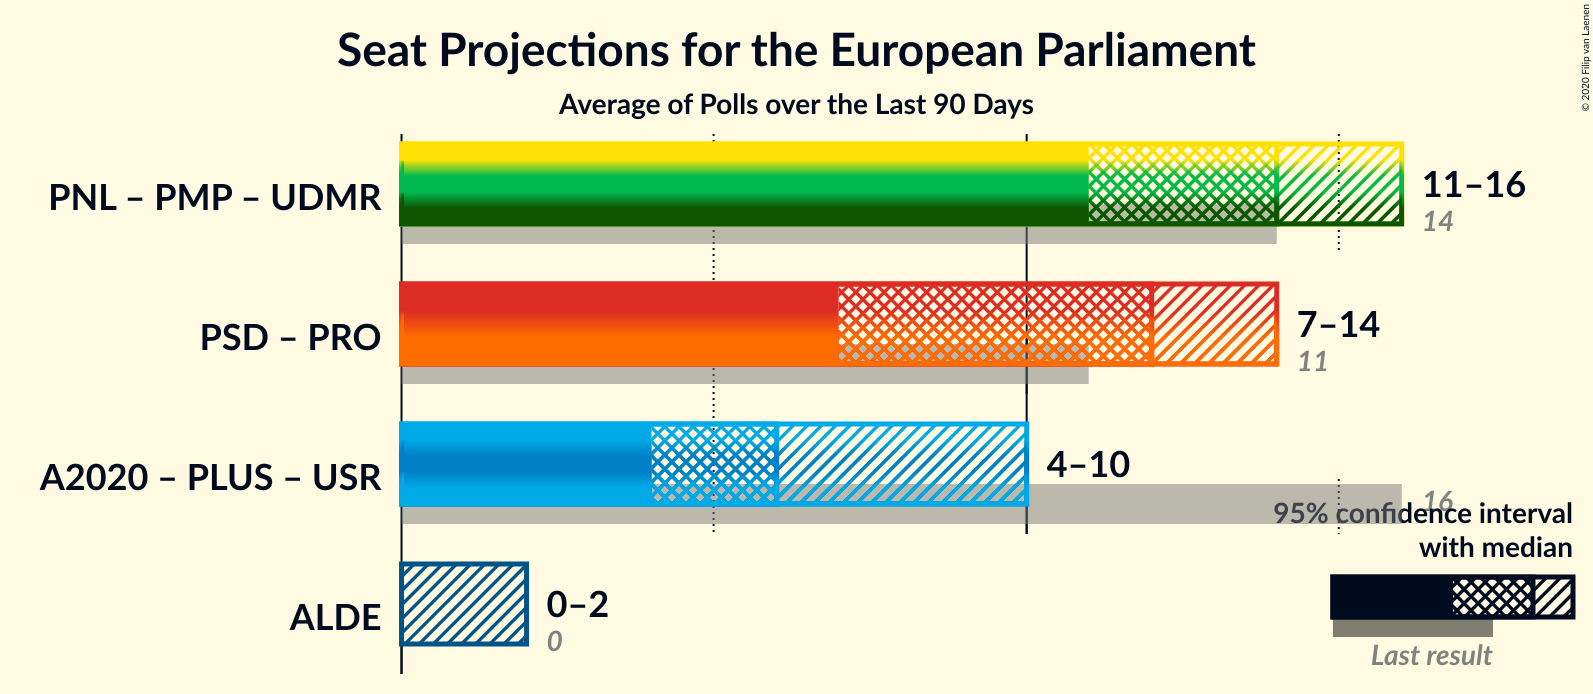 Seat Projections for the European Parliament
Average of Polls over the Last 90 Days
© 2020 Filip van Laenen
PNL – PMP – UDMR
11–16
14
PSD – PRO
7–14
11
A2020 – PLUS – USR
4–10
16
ALDE
0–2
0
95% confidence interval
with median
Last result